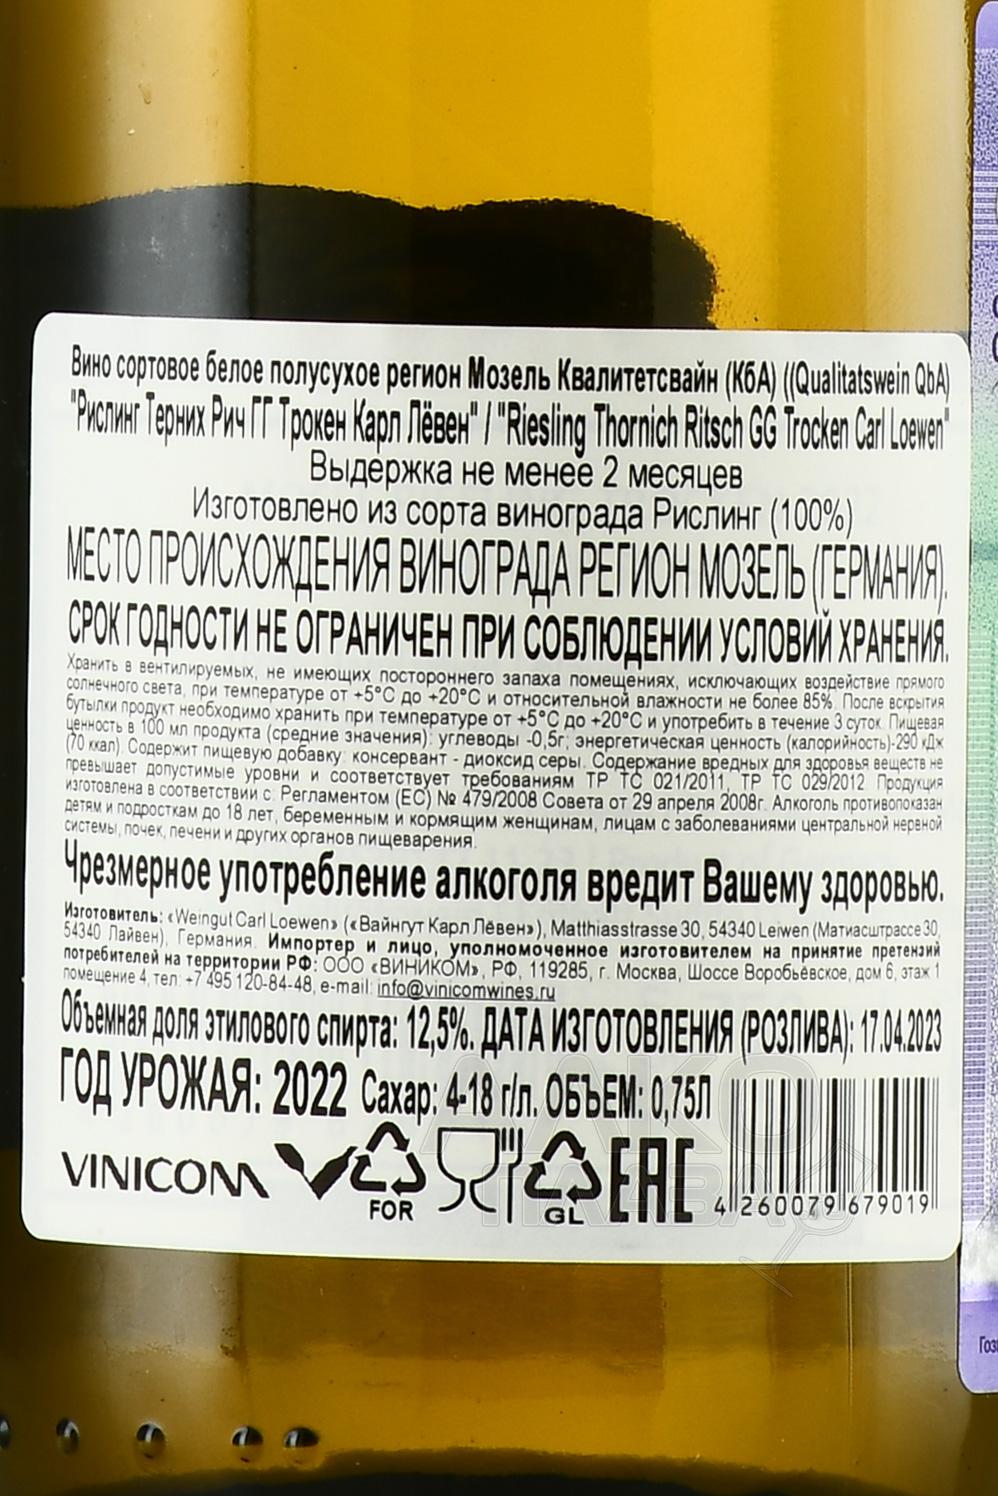 Вино сортовое белое полусухое регион Мозель Квалитетсвайн (КбА) ((Qualitatswein QbA)
"Рислинг Терних Рич ГГ Трокен Карл Лёвен" / "Riesling Thornich Ritsch GG Trocken Carl Loewen"
Выдержка не менее 2 месяцев
Изготовлено из сорта винограда Рислинг (100%)
МЕСТО ПРОИСХОЖДЕНИЯ ВИНОГРАДА РЕГИОН МОЗЕЛЬ (ГЕРМАНИЯ).
СРОК ГОДНОСТИ НЕ ОГРАНИЧЕН ПРИ СОБЛЮДЕНИИ УСЛОВИЙ ХРАНЕНИЯ.
Хранить в вентилируемых, не имеющих постороннего запаха помещениях, исключающих воздействие прямого
солнечного света, при температуре от +5°С до +20°С и относительной влажности не более 85%. После вскрытия
бутылки продукт необходимо хранить при температуре от +5°С до +20°С и употребить в течение 3 суток. Пищевая
ценность в 100 мл продукта (средние значения): углеводы -0,5г; энергетическая ценность (калорийность)-290 кДж
(70 ккал). Содержит пищевую добавку: консервант - диоксид серы. Содержание вредных для здоровья веществ не
превышает допустимые уровни и соответствует требованиям ТР ТС 021/2011, ТР ТС 029/2012. Продукция
изготовлена в соответствии с Регламентом (ЕС) № 479/2008 Совета от 29 апреля 2008г. Алкоголь противопоказан
детям и подросткам до 18 лет, беременным и кормящим женщинам, лицам с заболеваниями центральной нервной
системы, почек, печени и других органов пищеварения.
Чрезмерное употребление алкоголя вредит Вашему здоровью.
Изготовитель: «Weingut Carl Loewen» («Вайнгут Карл Лёвен»), Matthiasstrasse 30, 54340 Leiwen (Матиасштрассе 30,
54340 Лайвен), Германия. Импортер и лицо, уполномоченное изготовителем на принятие претензий
потребителей на территории РФ: ООО «ВИНИКОМ», РФ, 119285, г. Москва, Шоссе Воробьёвское, дом 6, этаж 1
помещение 4, тел: +7 495 120-84-48, e-mail: info@vinicomwines.ru
Объемная доля этилового спирта: 12,5%. ДАТА ИЗГОТОВЛЕНИЯ (РОЗЛИВА): 17.04.2023
ГОД УРОЖАЯ: 2022 Сахар: 4-18 г/л. ОБЪЕМ: 0,75Л
VINICOM FOR GL EAC 4 260079 679019